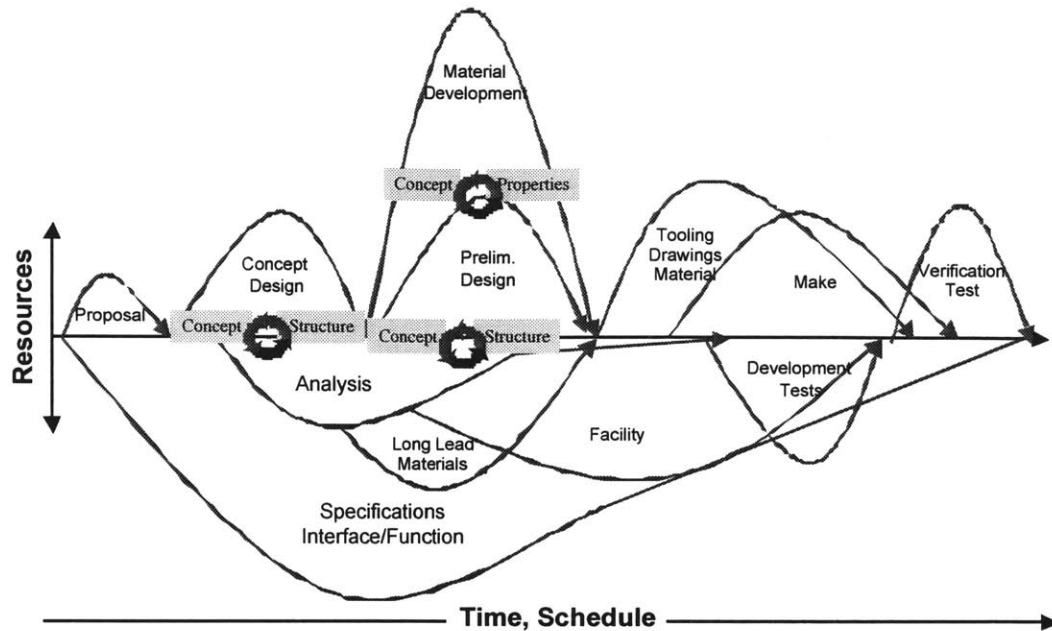 Material
Development
Concept Properties
Concept
Design
Prelim.
Design
Tooling
Drawings
Material
Make
Verification
Test
Proposal
Concept Structure
Concept Structure
Resources
Analysis
Development
Tests
Long Lead
Materials
Facility
Specifications
Interface/Function
Time, Schedule